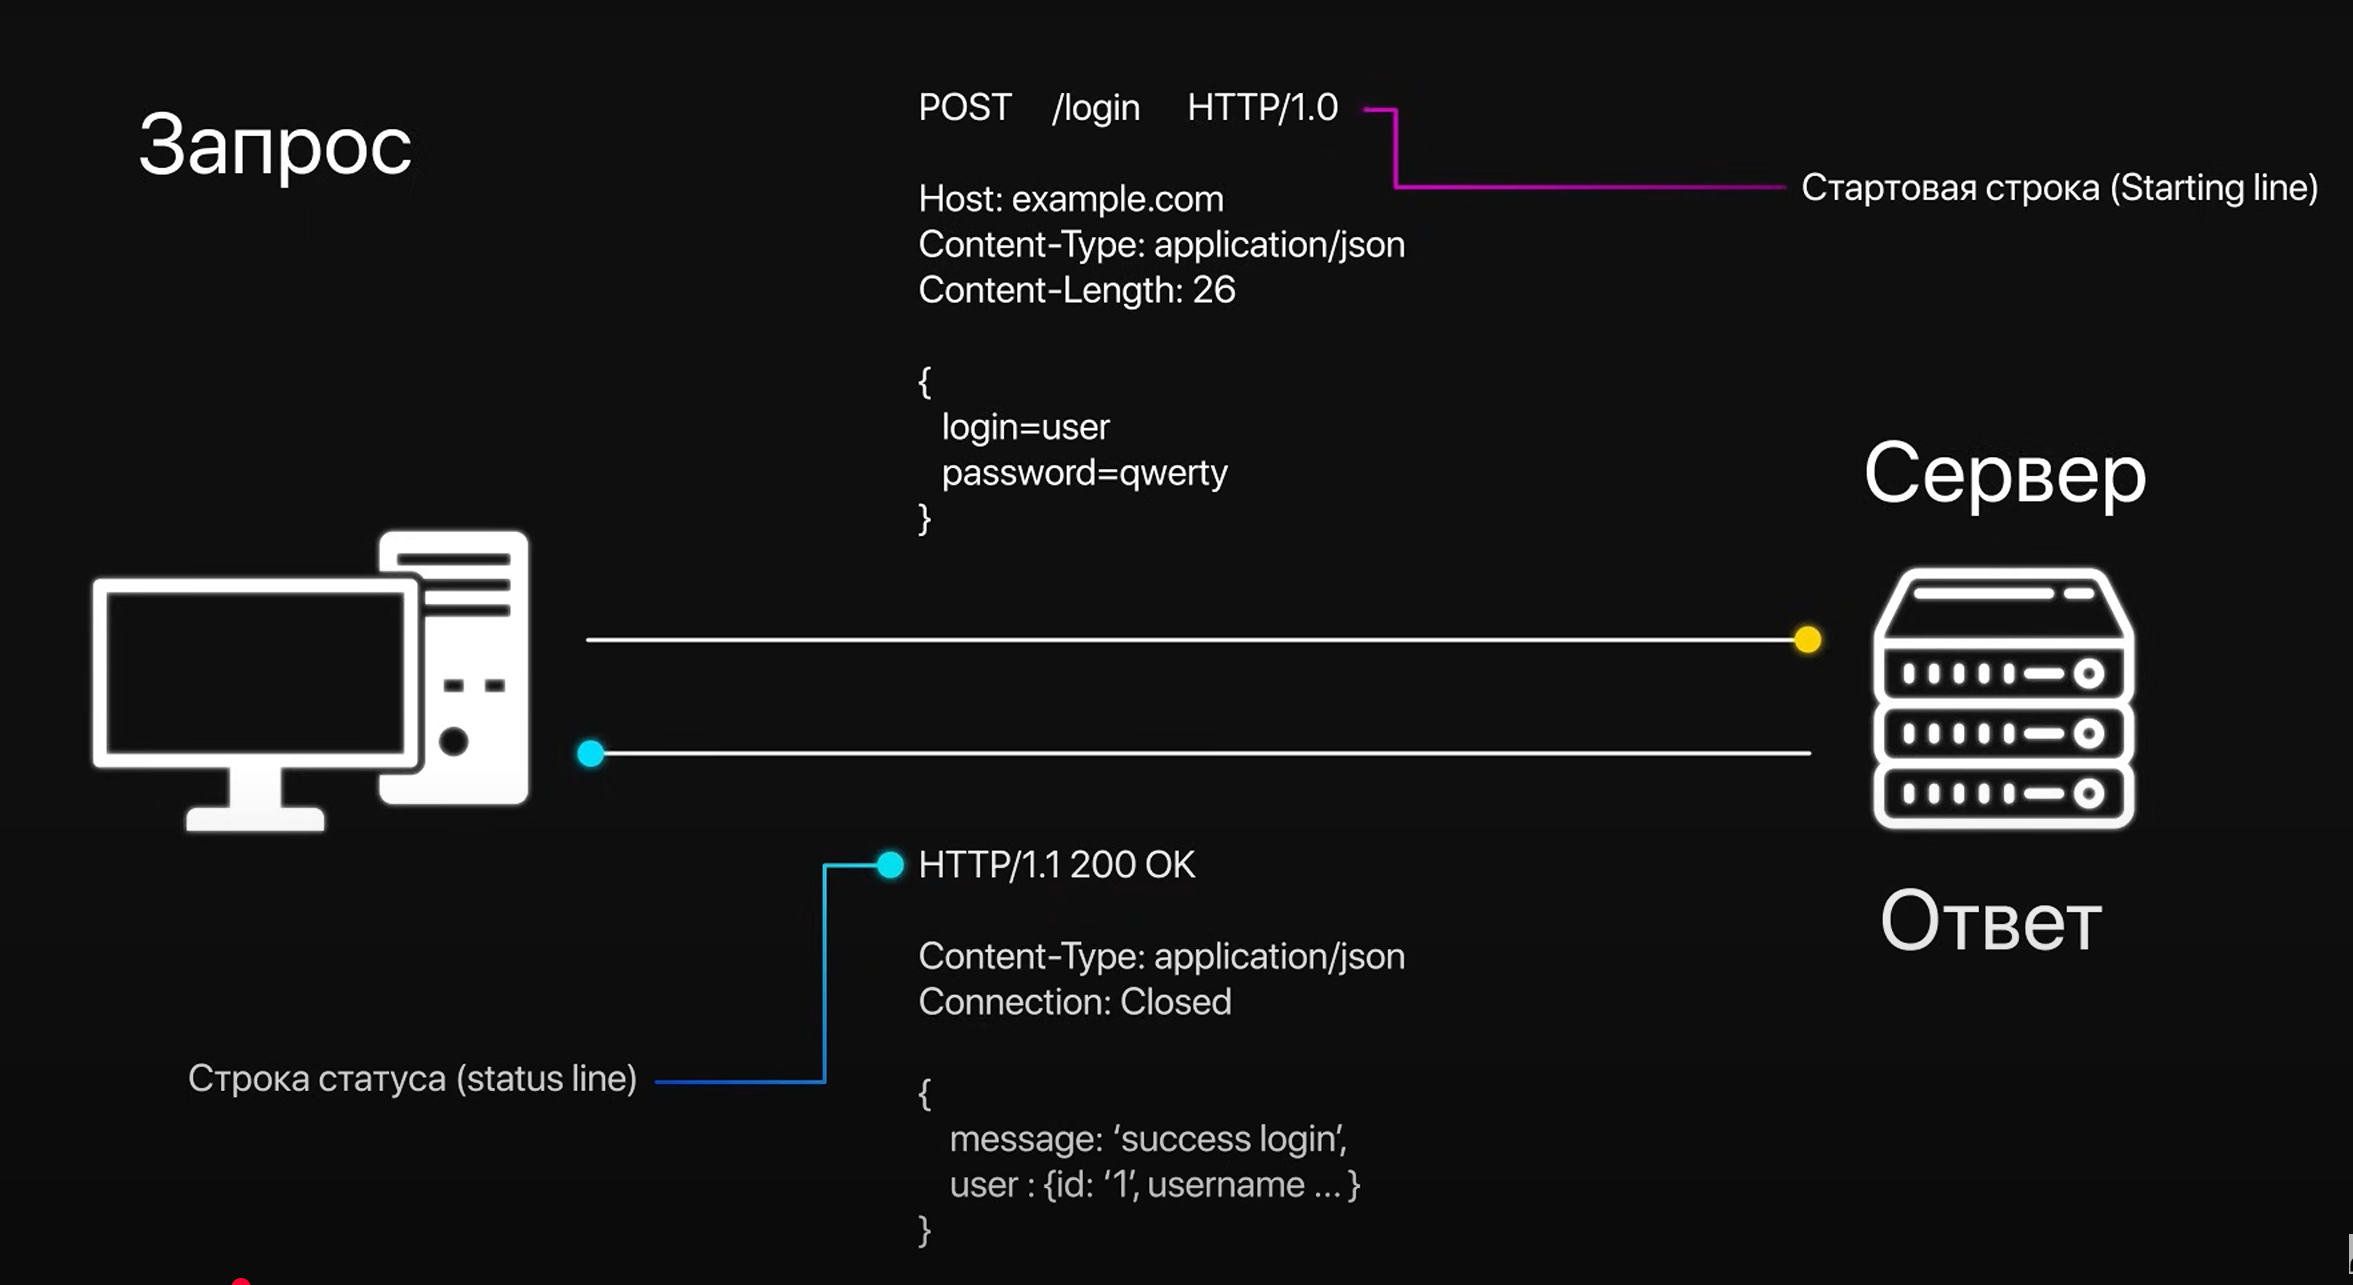 Запрос
POST /login HTTP/1.0
Стартовая строка (Starting line)
Host: example.com
Content-Type: application/json
Content-Length: 26
{
login=user
password=qwerty
}
Сервер
HTTP/1.1 200 OK
Ответ
Content-Type: application/json
Connection: Closed
Строка статуса (status line)
{
message: ‘success login’,
user : {id: ‘1’, username ... }
}